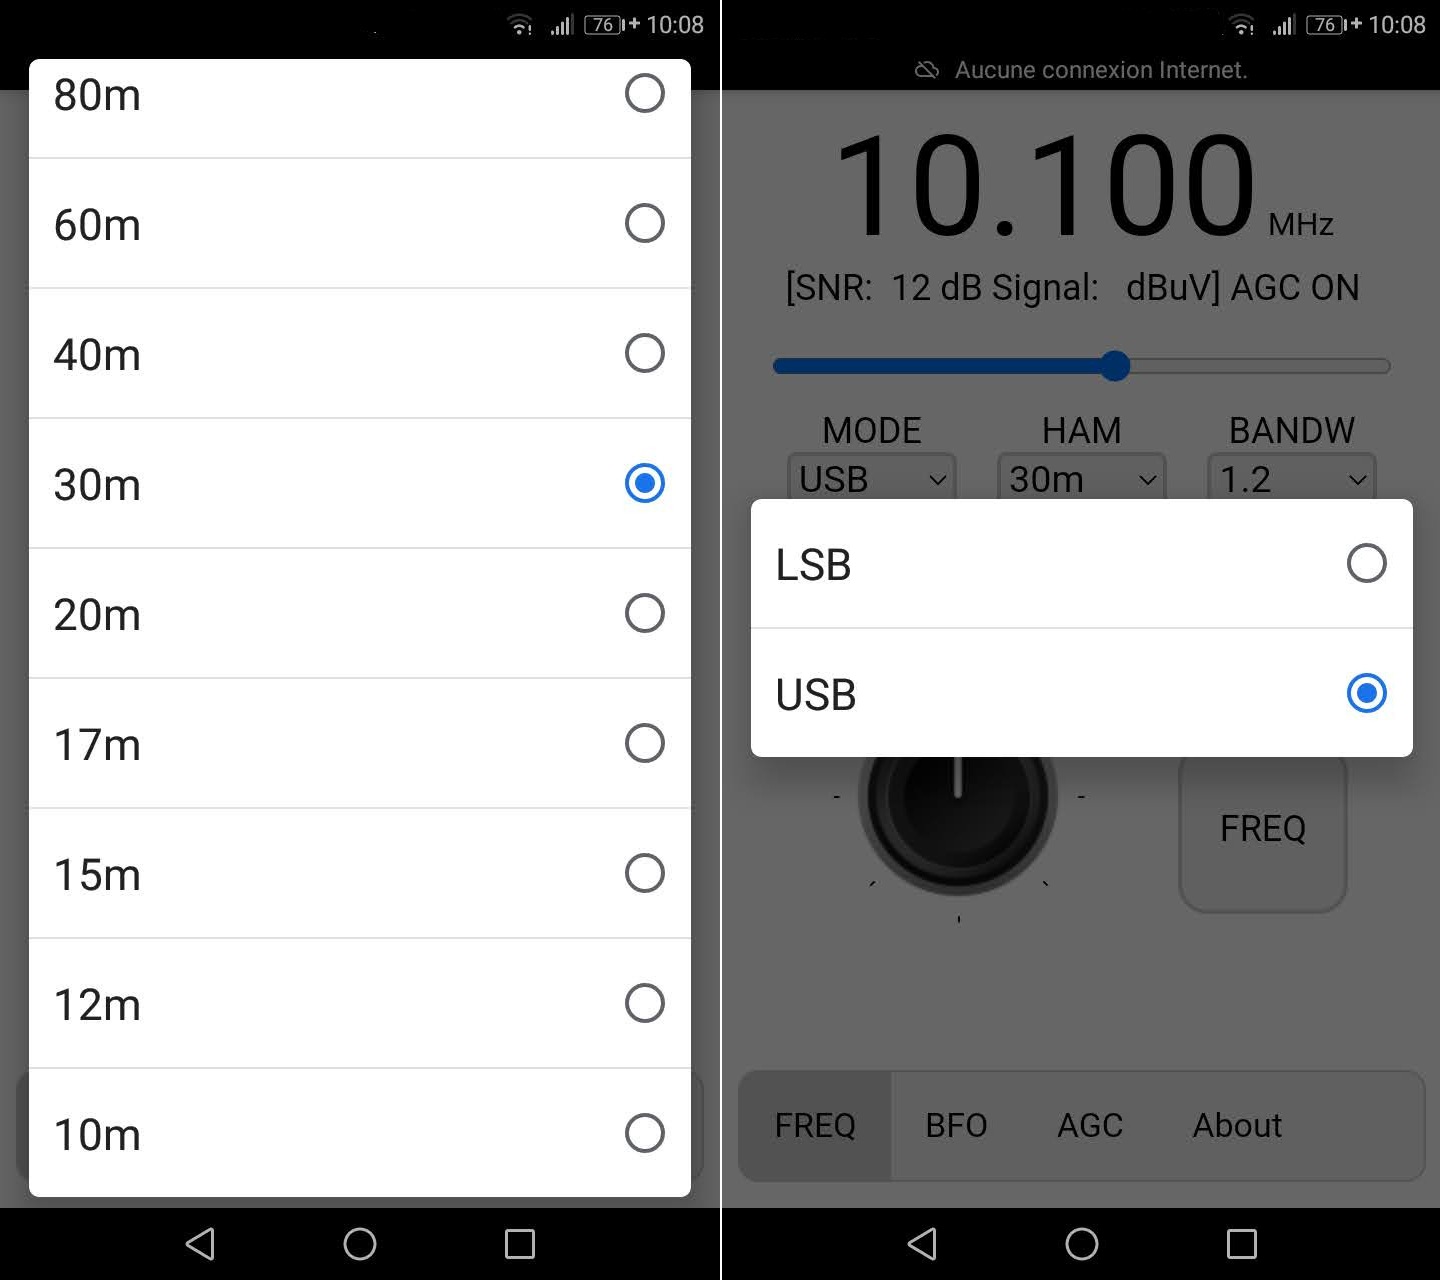 76 10:08
80m
60m
40m
30m
20m
17m
15m
12m
10m
76 10:08
Aucune connexion Internet.
10.100 MHz
[SNR: 12 dB Signal: dBuV] AGC ON
MODE HAM BANDW
USB 30m 1.2
LSB
USB
FREQ
FREQ BFO AGC About